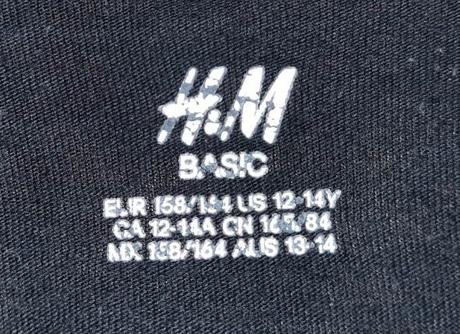 H&M
BASIC
EUR 158/164 US 12-14Y
CA 12-14A CN 165/84
MX 158/164 AUS 13-14